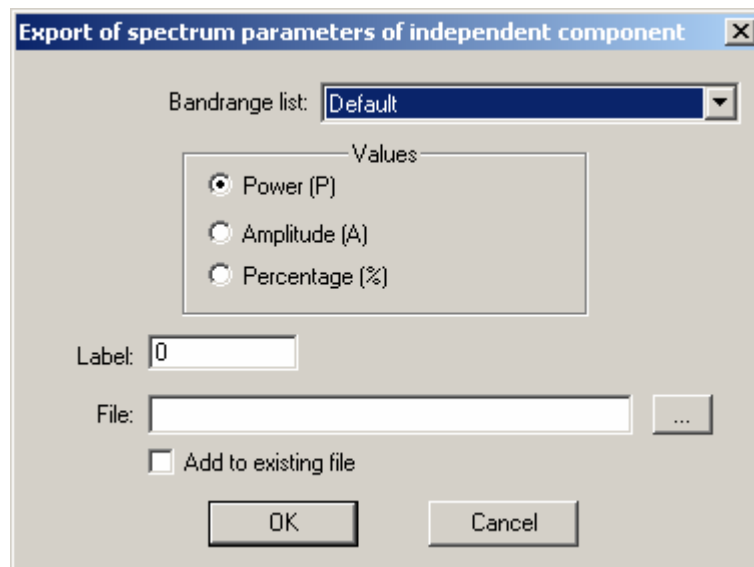 Export of spectrum parameters of independent component
Bandrange list: Default
Values
Power (P)
Amplitude (A)
Percentage (%)
Label: 0
File: ...
Add to existing file
OK Cancel